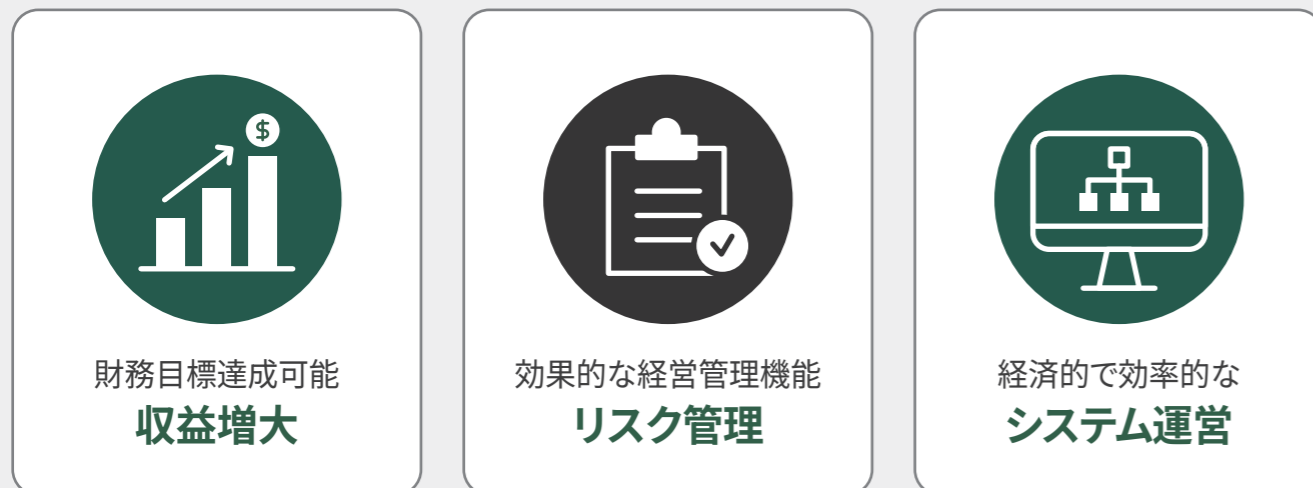 $
財務目標達成可能
収益増大
効果的な経営管理機能
リスク管理
経済的で効率的な
システム運営